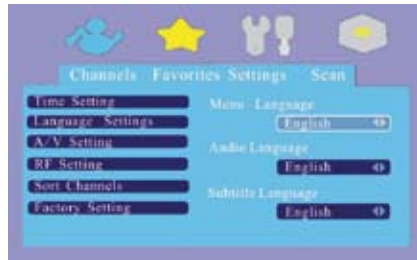 Channels Favorites Settings Scan
Time Setting
Language Settings
A/V Setting
RF Setting
Sort Channels
Factory Setting
Menu Language
English
Audio Language
English
Subtitle Language
English